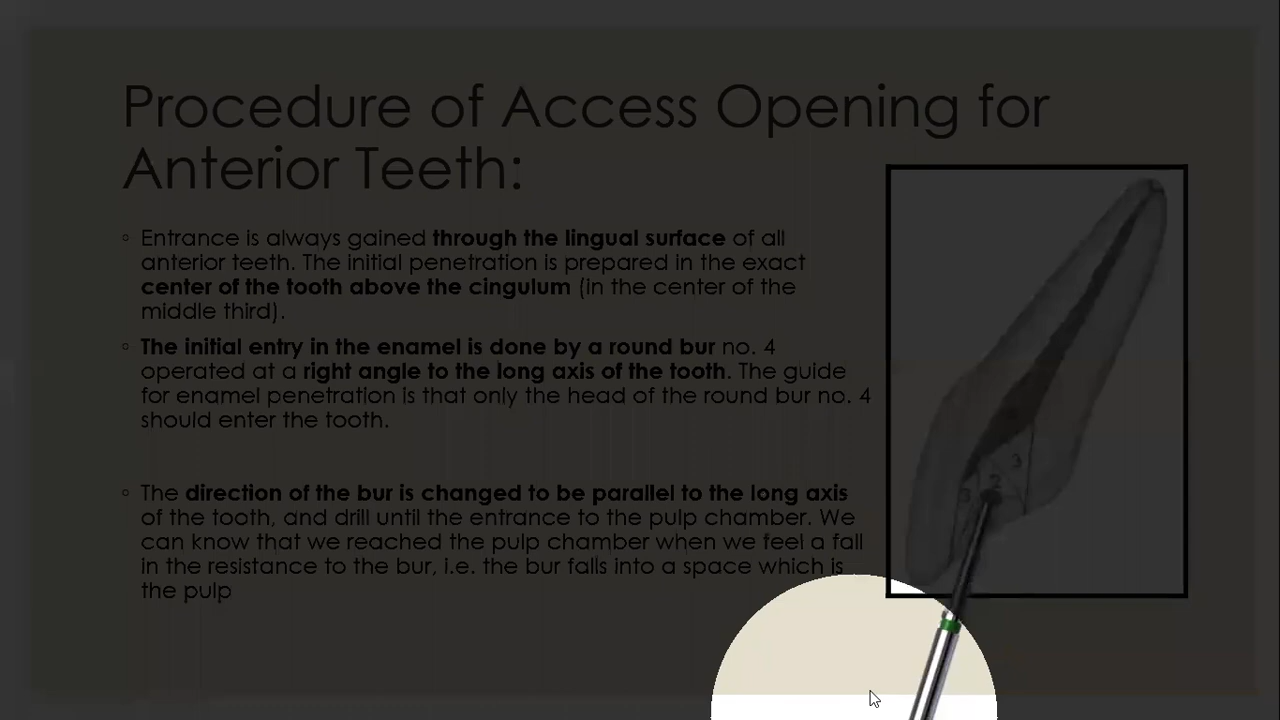 Procedure of Access Opening for
Anterior Teeth:
◦ Entrance is always gained through the lingual surface of all
anterior teeth. The initial penetration is prepared in the exact
center of the tooth above the cingulum (in the center of the
middle third).
◦ The initial entry in the enamel is done by a round bur no. 4
operated at a right angle to the long axis of the tooth. The guide
for enamel penetration is that only the head of the round bur no. 4
should enter the tooth.
◦ The direction of the bur is changed to be parallel to the long axis
of the tooth, and drill until the entrance to the pulp chamber. We
can know that we reached the pulp chamber when we feel a fall
in the resistance to the bur, i.e. the bur falls into a space which is
the pulp
3
2